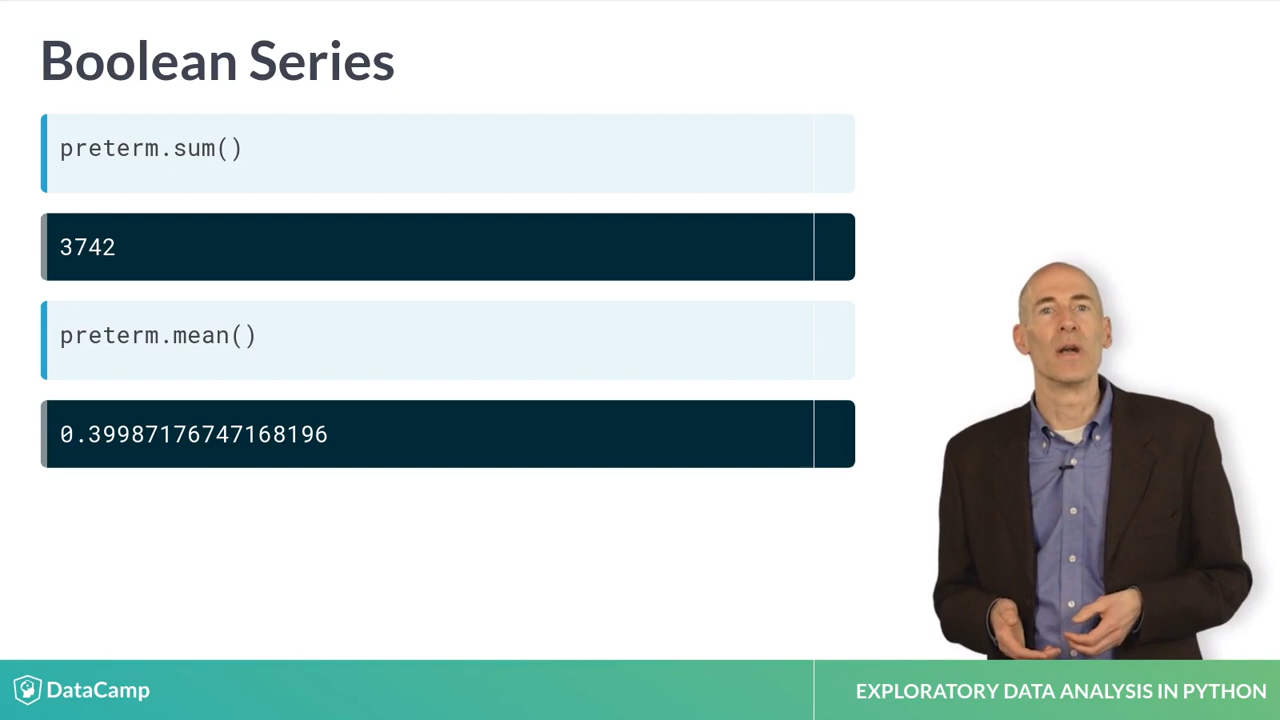 Boolean Series
preterm.sum()
3742
preterm.mean()
0.39987176747168196
DataCamp
EXPLORATORY DATA ANALYSIS IN PYTHON